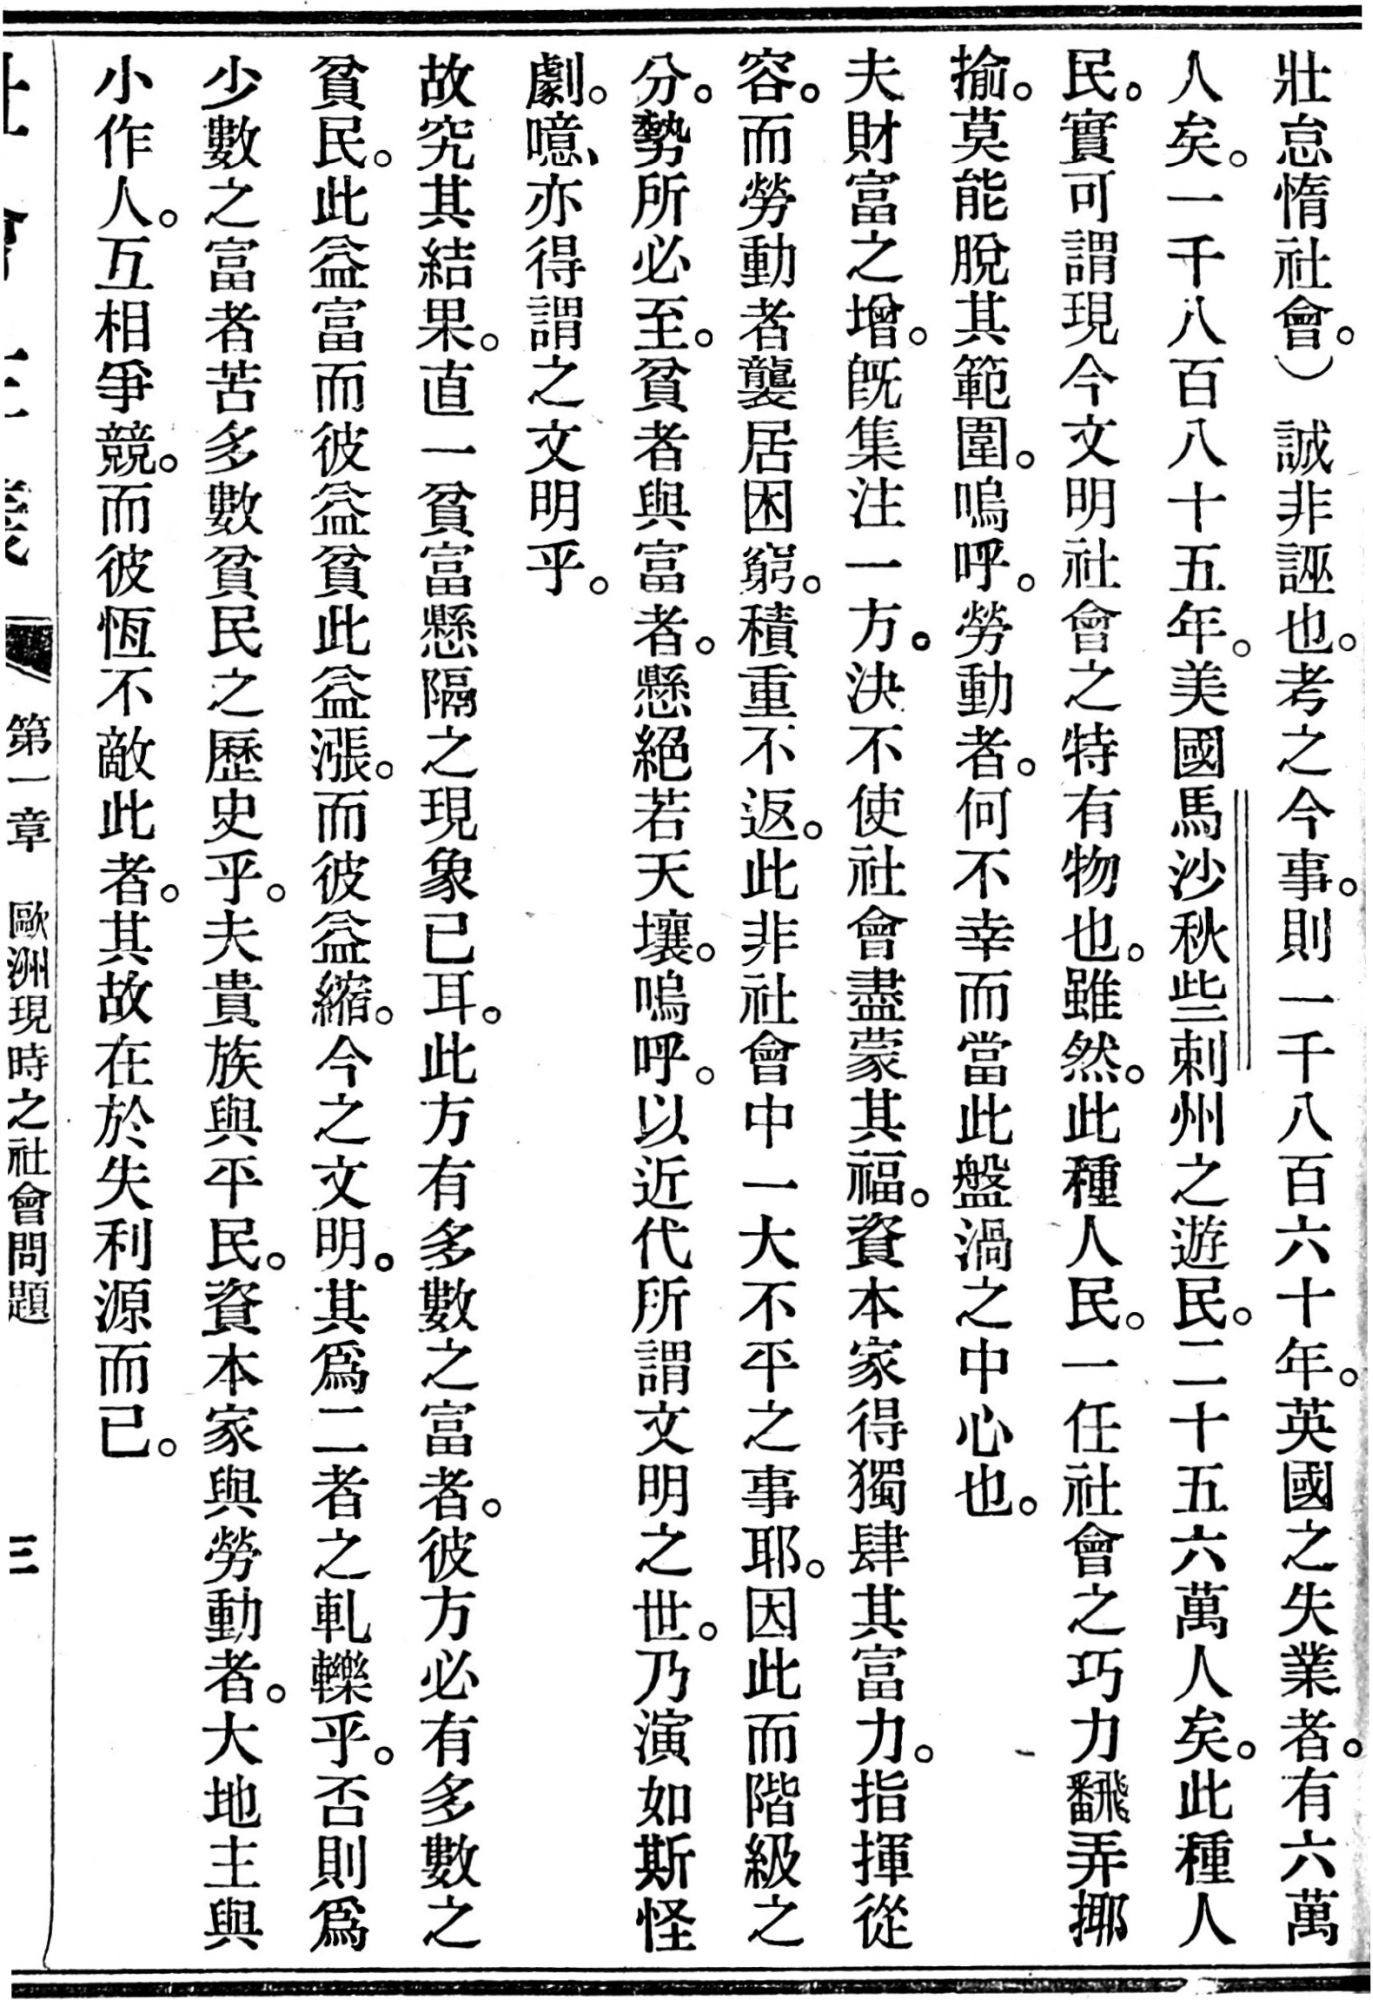 壯怠惰社會。）　誠非誣也。考之今事。則一千八百六十年。英國之失業者。有六萬
人矣。一千八百八十五年。美國馬沙秋些刺州之遊民。二十五六萬人矣。此種人
民。實可謂現今文明社會之特有物也。雖然。此種人民。一任社會之巧力飜弄揶
揄。莫能脫其範圍。嗚呼。勞動者。何不幸而當此盤渦之中心也。
夫財富之增。旣集注一方。決不使社會盡蒙其福。資本家得獨肆其富力。指揮從
容。而勞動者襲居困窮。積重不返。此非社會中一大不平之事耶。因此而階級之
分。勢所必至。貧者與富者。懸絕若天壤。嗚呼。以近代所謂文明之世。乃演如斯怪
劇。噫、亦得謂之文明乎。
故究其結果。直一貧富懸隔之現象已耳。此方有多數之富者。彼方必有多數之
貧民。此益富而彼益貧此益漲。而彼益縮。今之文明。其爲二者之軋轢乎。否則爲
少數之富者苦多數貧民之歷史乎。夫貴族與平民。資本家與勞動者。大地主與
小作人。互相爭競。而彼恆不敵此者。其故在於失利源而已。
社會主義　第一章　歐洲現時之社會問題　三